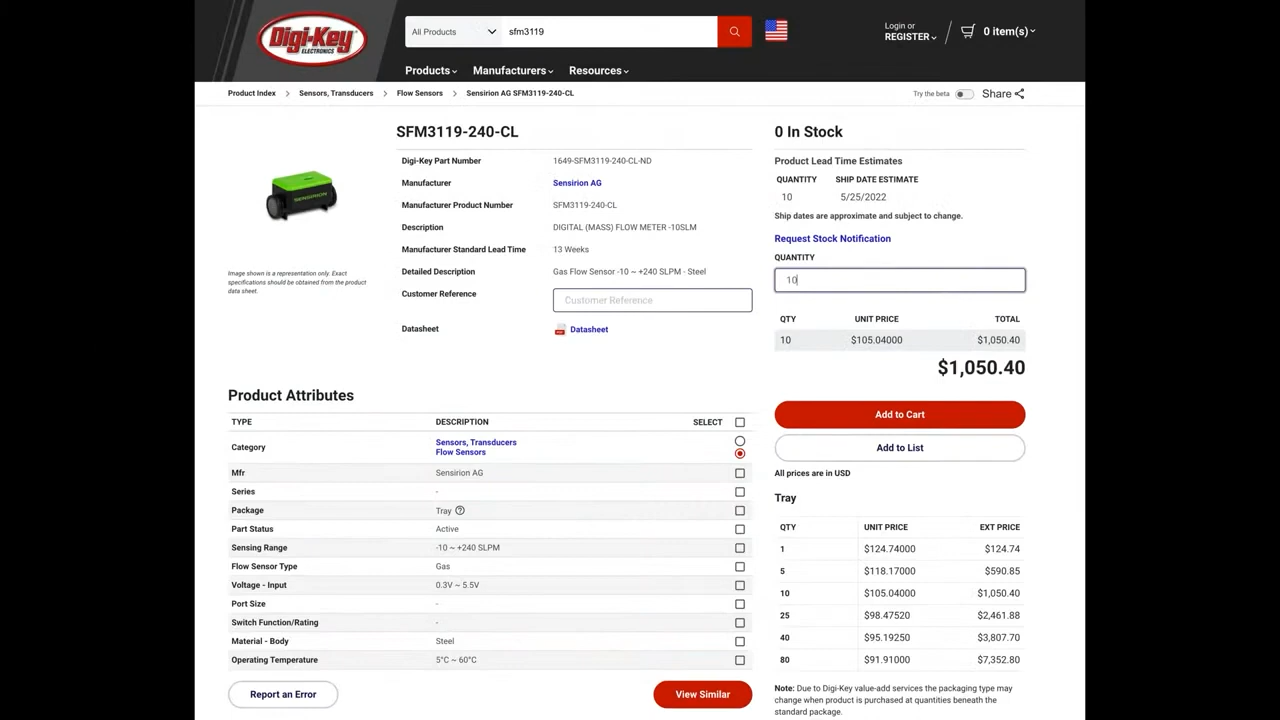 Digi-Key
ELECTRONICS
All Products
sfm3119
Login or
REGISTER
0 item(s)
Products
Manufacturers
Resources
Product Index > Sensors, Transducers > Flow Sensors > Sensirion AG SFM3119-240-CL
Try the beta
Share
SENSIRION
Image shown is a representation only. Exact
specifications should be obtained from the product
data sheet.
SFM3119-240-CL
Digi-Key Part Number 1649-SFM3119-240-CL-ND
Manufacturer Sensirion AG
Manufacturer Product Number SFM3119-240-CL
Description DIGITAL (MASS) FLOW METER -10SLM
Manufacturer Standard Lead Time 13 Weeks
Detailed Description Gas Flow Sensor -10 ~ +240 SLPM - Steel
Customer Reference Customer Reference
Datasheet Datasheet
0 In Stock
Product Lead Time Estimates
QUANTITY SHIP DATE ESTIMATE
10 5/25/2022
Ship dates are approximate and subject to change.
Request Stock Notification
QUANTITY
10
QTY UNIT PRICE TOTAL
10 $105.04000 $1,050.40
$1,050.40
Add to Cart
Add to List
All prices are in USD
Tray
QTY UNIT PRICE EXT PRICE
1 $124.74000 $124.74
5 $118.17000 $590.85
10 $105.04000 $1,050.40
25 $98.47520 $2,461.88
40 $95.19250 $3,807.70
80 $91.91000 $7,352.80
Note: Due to Digi-Key value-add services the packaging type may
change when product is purchased at quantities beneath the
standard package.
Product Attributes
TYPE DESCRIPTION SELECT
Category Sensors, Transducers
Flow Sensors
Mfr Sensirion AG
Series -
Package Tray ?
Part Status Active
Sensing Range -10 ~ +240 SLPM
Flow Sensor Type Gas
Voltage - Input 0.3V ~ 5.5V
Port Size -
Switch Function/Rating -
Material - Body Steel
Operating Temperature 5°C ~ 60°C
Report an Error
View Similar